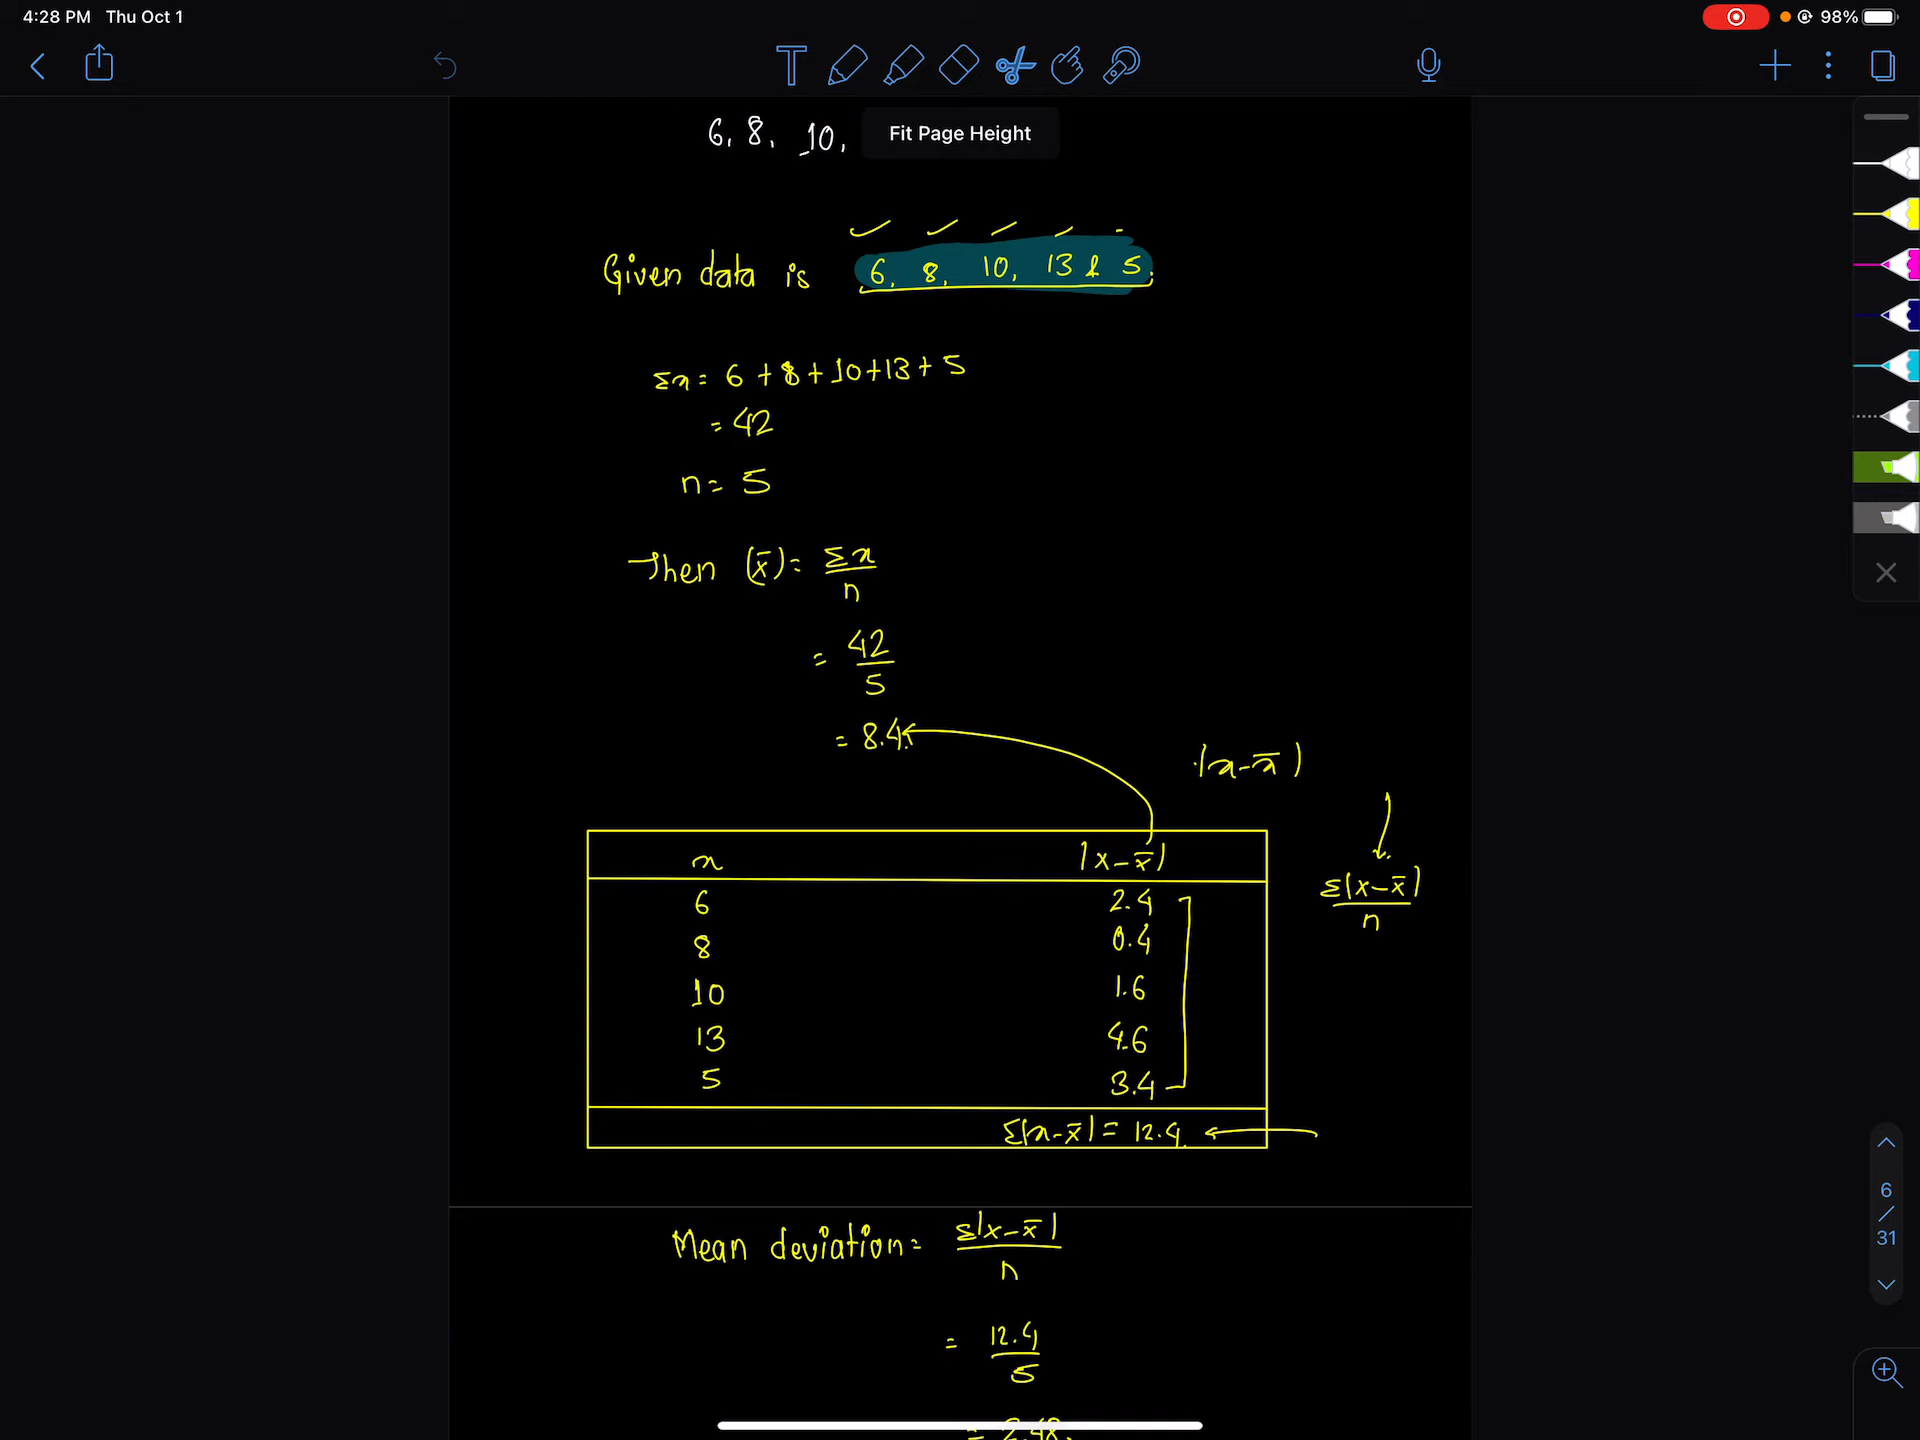 4:28 PM Thu Oct 1
98%
6, 8, 10,
Fit Page Height
Given data is 6, 8, 10, 13 & 5.
Σx = 6 + 8 + 10 + 13 + 5
= 42
n = 5
Then (x̄) = Σx / n
= 42 / 5
= 8.4
|x - x̄|
x |x - x̄|
6 2.4
8 0.4
10 1.6
13 4.6
5 3.4
Σ|x - x̄| = 12.4
Σ|x - x̄| / n
Mean deviation = Σ|x - x̄| / n
= 12.4 / 5
= 2.48.
6 / 31